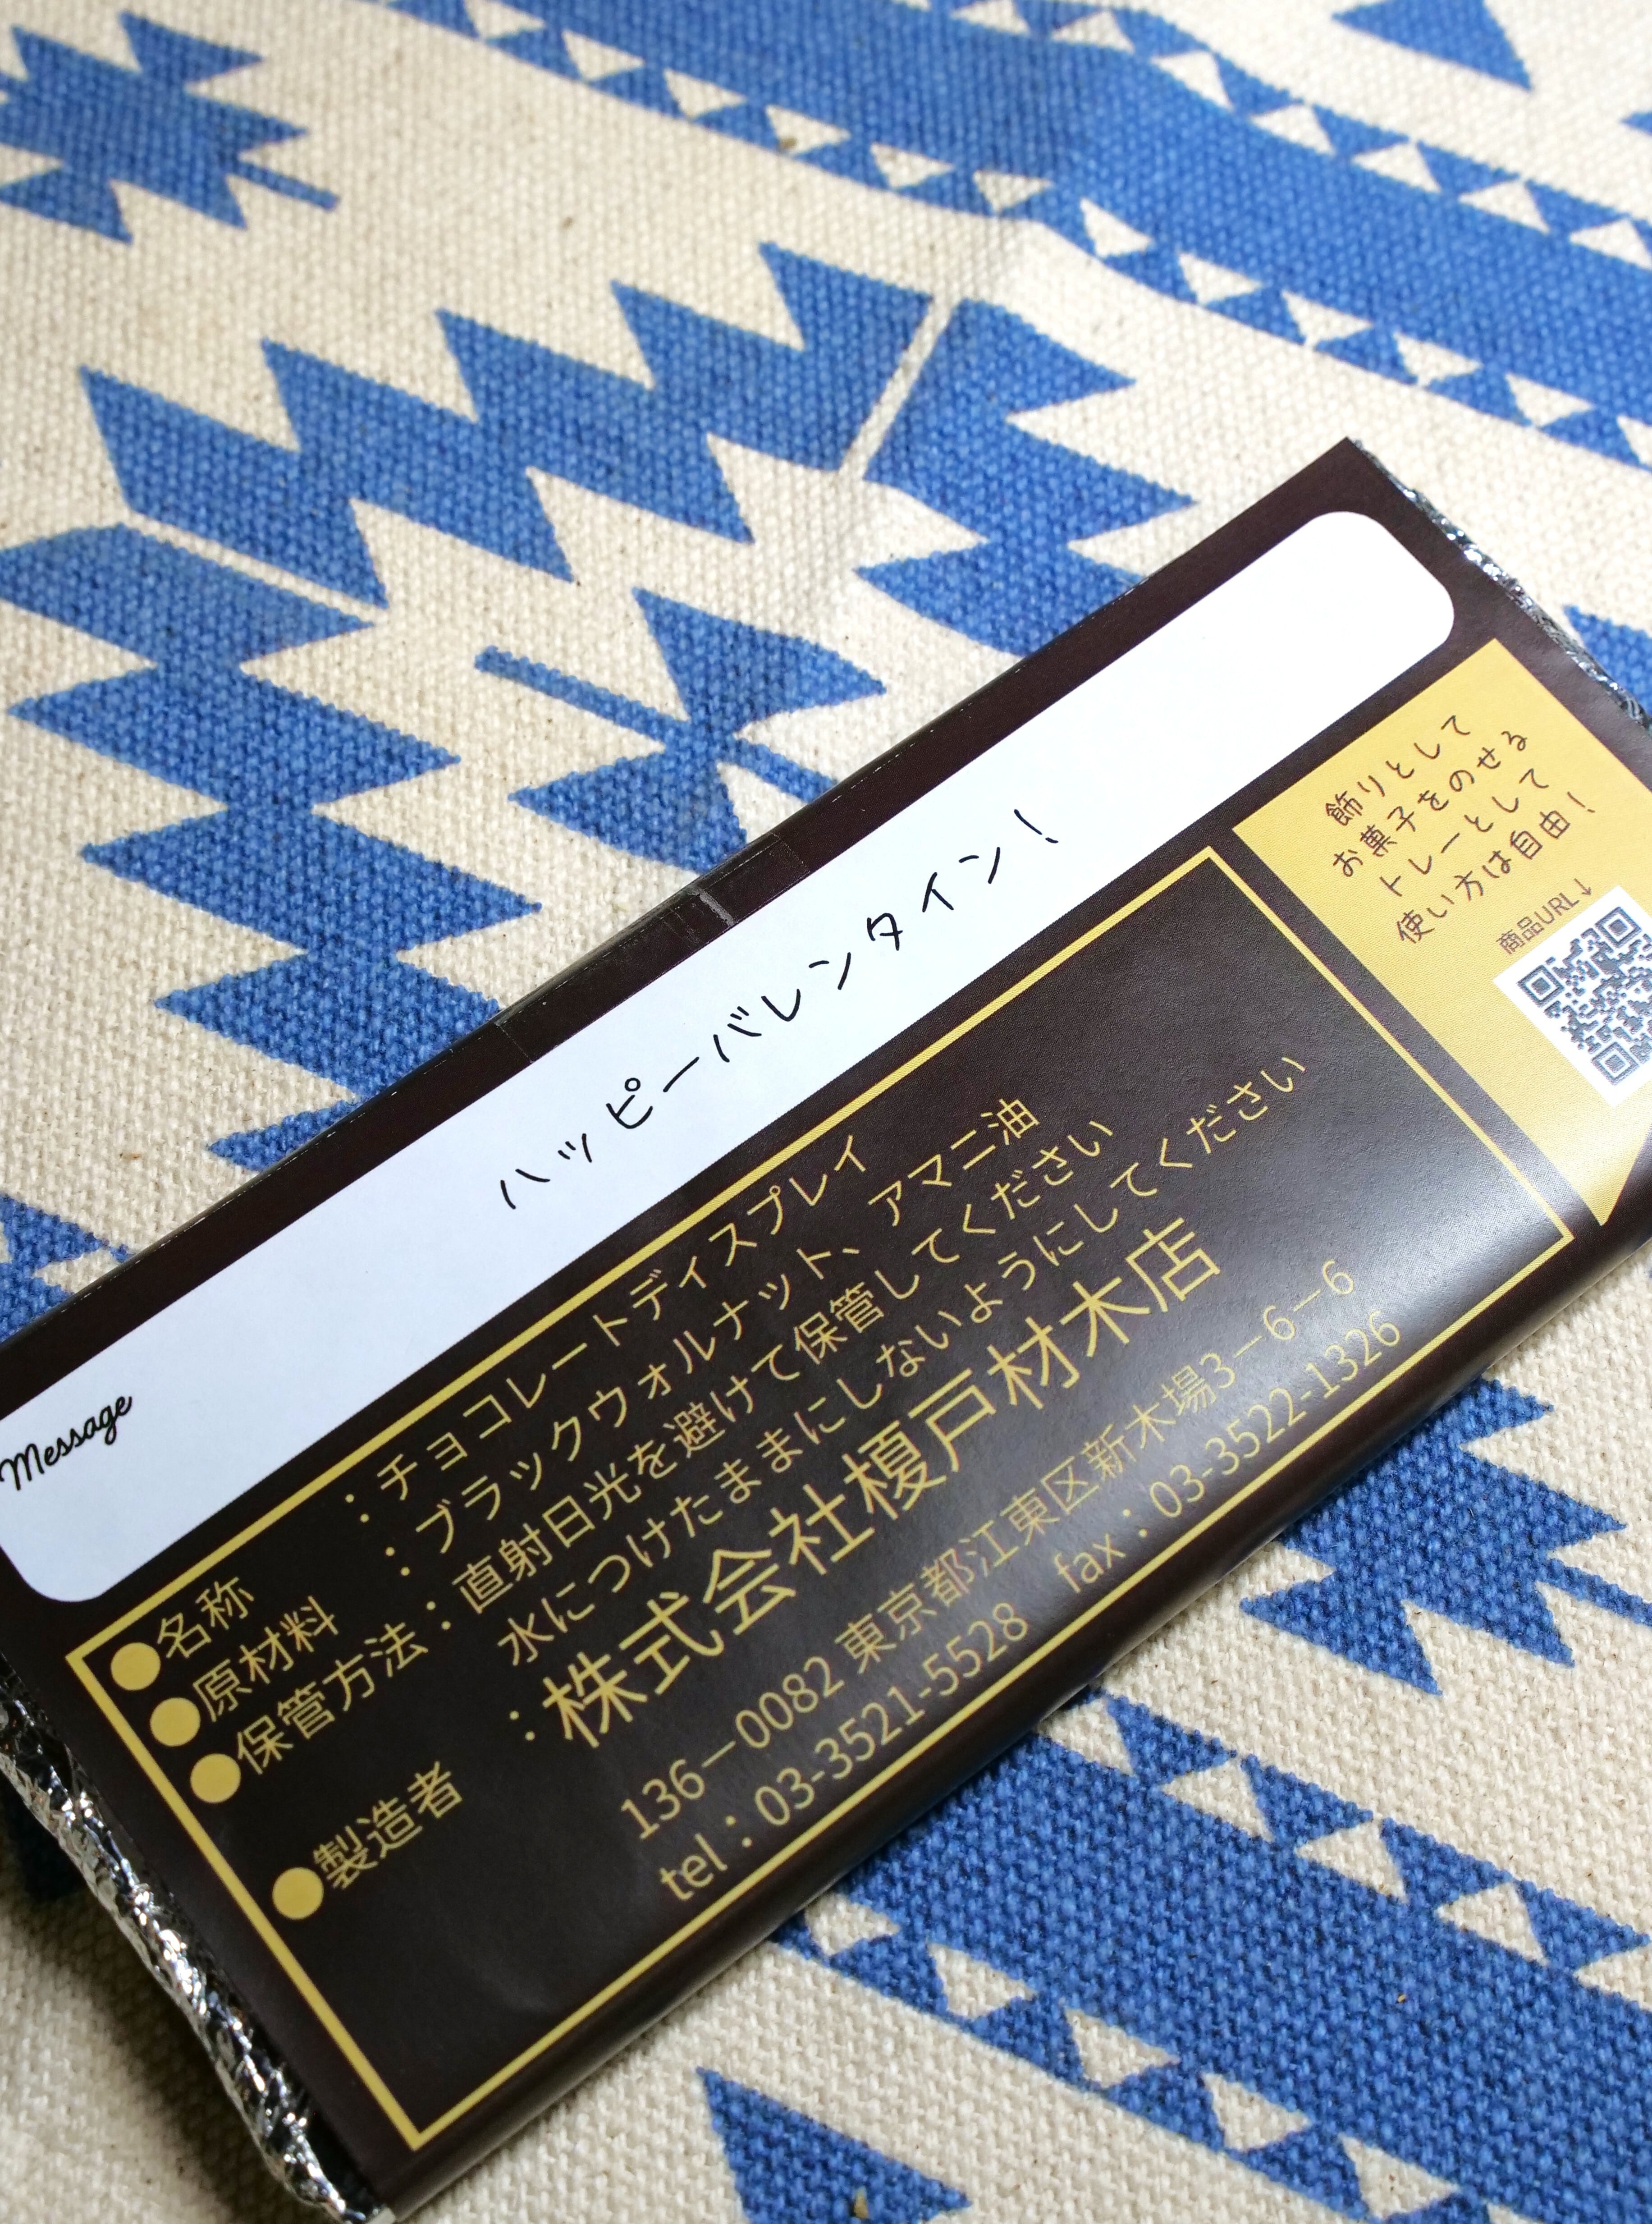 Message
ハッピーバレンタイン！
●名称　　　：チョコレートディスプレイ
●原材料　　：ブラックウォルナット、アマニ油
●保管方法：直射日光を避けて保管してください
水につけたままにしないようにしてください
●製造者　：株式会社榎戸材木店
136－0082 東京都江東区新木場3－6－6
tel：03-3521-5528　fax：03-3522-1326
飾りとして
お菓子をのせる
トレーとして
使い方は自由！
商品URL↓